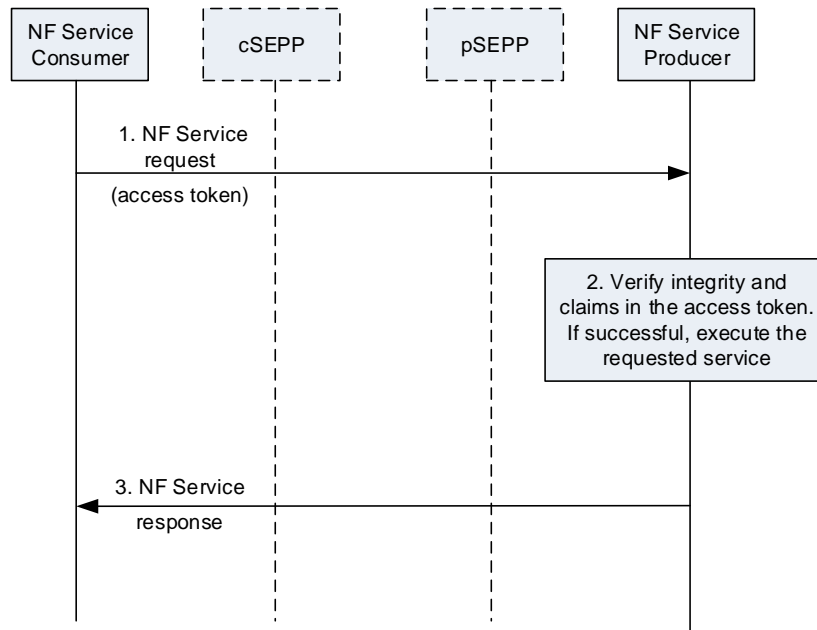 NF Service
Consumer
cSEPP
pSEPP
NF Service
Producer
1. NF Service
request
(access token)
2. Verify integrity and
claims in the access token.
If successful, execute the
requested service
3. NF Service
response